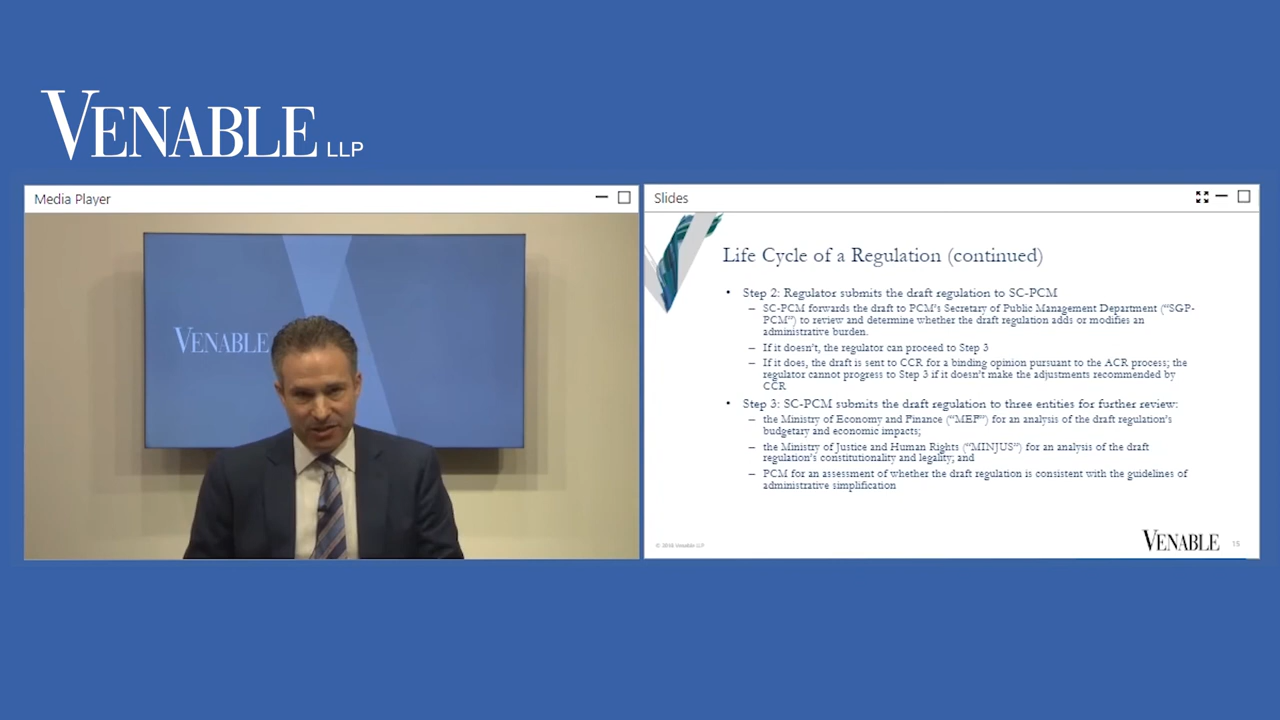 VENABLE LLP
Media Player
VENABLE
Slides
Life Cycle of a Regulation (continued)
• Step 2: Regulator submits the draft regulation to SC-PCM
– SC-PCM forwards the draft to PCM's Secretary of Public Management Department ("SGP-
PCM") to review and determine whether the draft regulation adds or modifies an
administrative burden.
– If it doesn't, the regulator can proceed to Step 3
– If it does, the draft is sent to CCR for a binding opinion pursuant to the ACR process; the
regulator cannot progress to Step 3 if it doesn't make the adjustments recommended by
CCR
• Step 3: SC-PCM submits the draft regulation to three entities for further review:
– the Ministry of Economy and Finance ("MEF") for an analysis of the draft regulation's
budgetary and economic impacts;
– the Ministry of Justice and Human Rights ("MINJUS") for an analysis of the draft
regulation's constitutionality and legality; and
– PCM for an assessment of whether the draft regulation is consistent with the guidelines of
administrative simplification
© 2018 Venable LLP
VENABLE
15